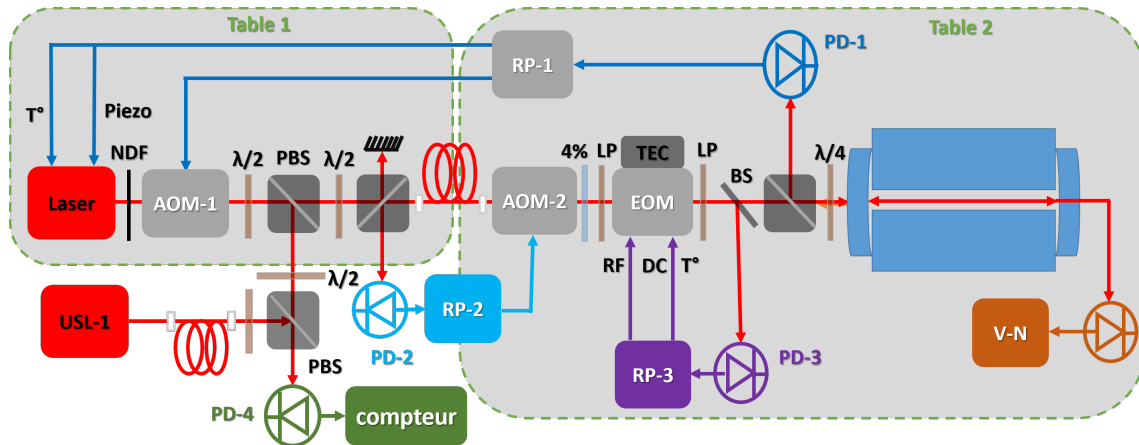 Table 1
Table 2
PD-1
RP-1
T°
Piezo
NDF
λ/2
PBS
λ/2
4%
LP
TEC
LP
BS
λ/4
Laser
AOM-1
AOM-2
EOM
RF
DC
T°
λ/2
USL-1
PBS
PD-2
RP-2
RP-3
PD-3
V-N
PD-4
compteur